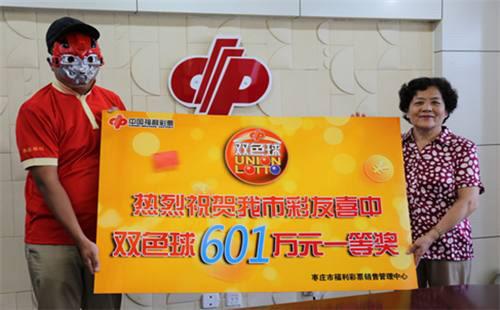 中国福利彩票
双色球
UNION
LOTTO
热烈祝贺我市彩友喜中
双色球601万元一等奖
枣庄市福利彩票销售管理中心